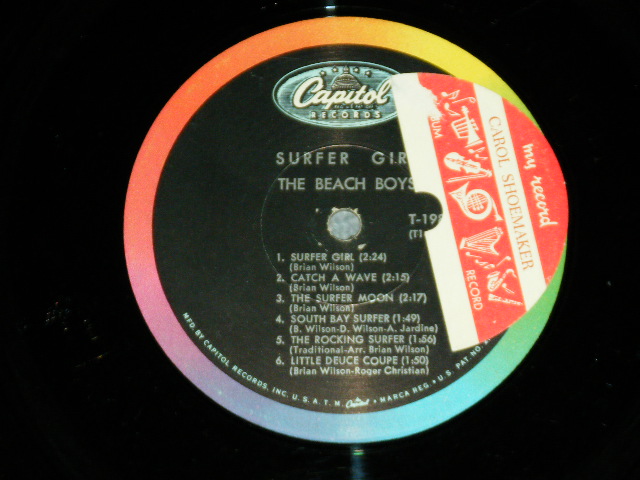 Capitol
RECORDS
SURFER GIR
THE BEACH BOYS
T-19
(T1
1. SURFER GIRL (2:24)
(Brian Wilson)
2. CATCH A WAVE (2:15)
(Brian Wilson)
3. THE SURFER MOON (2:17)
(Brian Wilson)
4. SOUTH BAY SURFER (1:49)
(B. Wilson-D. Wilson-A. Jardine)
5. THE ROCKING SURFER (1:56)
(Traditional-Arr. Brian Wilson)
6. LITTLE DEUCE COUPE (1:50)
(Brian Wilson-Roger Christian)
MFD. BY CAPITOL RECORDS, INC. U.S.A. T.M. Capitol • MARCA REG. • U.S. PAT. NO.
my record
CAROL SHOEMAKER
RECORD